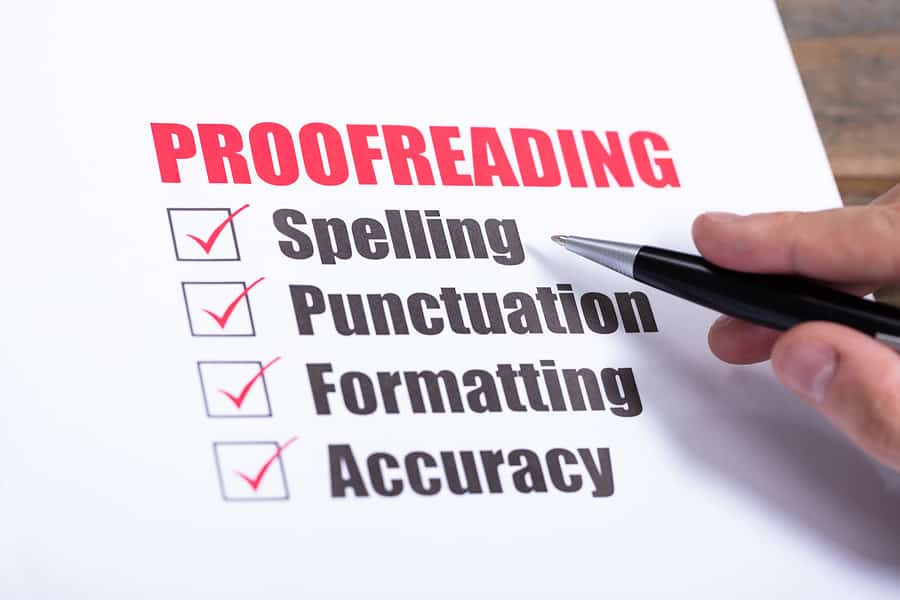 PROOFREADING
Spelling
Punctuation
Formatting
Accuracy